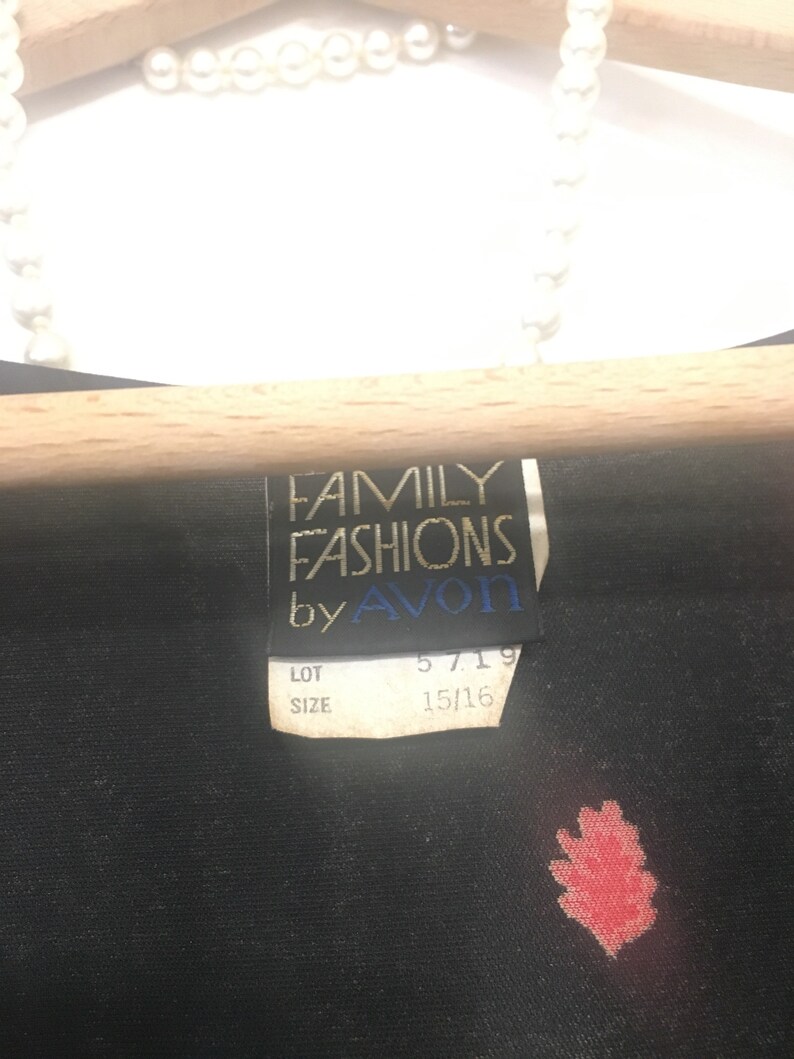 FAMILY
FASHIONS
by AVON
LOT 5719
SIZE 15/16